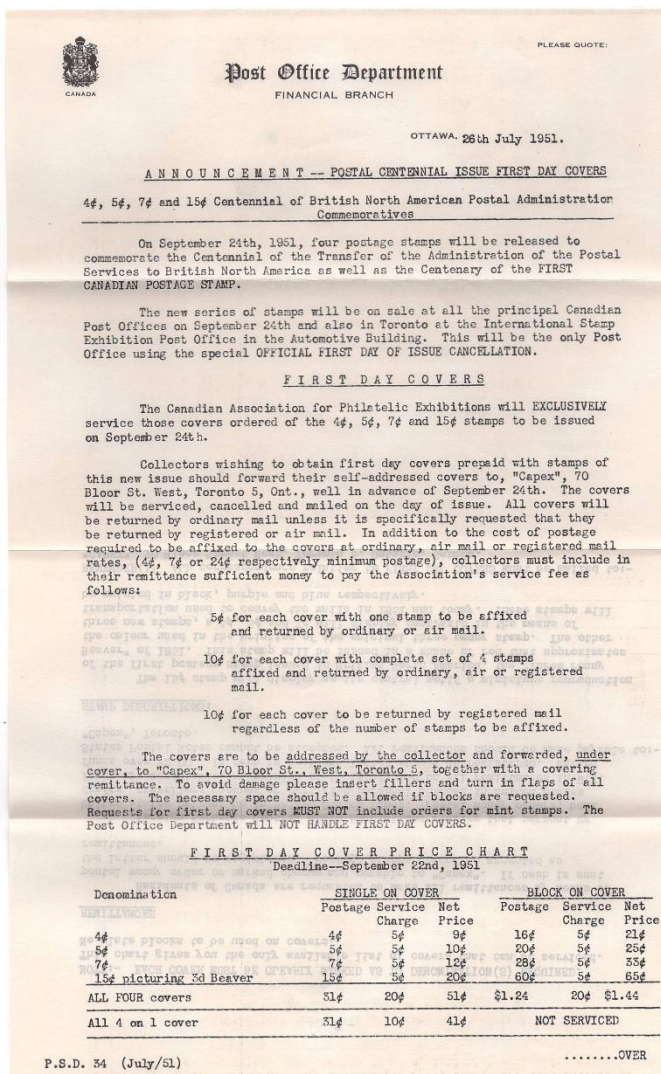 PLEASE QUOTE:
CANADA
Post Office Department
FINANCIAL BRANCH
OTTAWA, 26th July 1951.
ANNOUNCEMENT -- POSTAL CENTENNIAL ISSUE FIRST DAY COVERS
4¢, 5¢, 7¢ and 15¢ Centennial of British North American Postal Administration
Commemoratives
On September 24th, 1951, four postage stamps will be released to
commemorate the Centennial of the Transfer of the Administration of the Postal
Services to British North America as well as the Centenary of the FIRST
CANADIAN POSTAGE STAMP.
The new series of stamps will be on sale at all the principal Canadian
Post Offices on September 24th and also in Toronto at the International Stamp
Exhibition Post Office in the Automotive Building. This will be the only Post
Office using the special OFFICIAL FIRST DAY OF ISSUE CANCELLATION.
FIRST DAY COVERS
The Canadian Association for Philatelic Exhibitions will EXCLUSIVELY
service those covers ordered of the 4¢, 5¢, 7¢ and 15¢ stamps to be issued
on September 24th.
Collectors wishing to obtain first day covers prepaid with stamps of
this new issue should forward their self-addressed covers to, "Capex", 70
Bloor St. West, Toronto 5, Ont., well in advance of September 24th. The covers
will be serviced, cancelled and mailed on the day of issue. All covers will
be returned by ordinary mail unless it is specifically requested that they
be returned by registered or air mail. In addition to the cost of postage
required to be affixed to the covers at ordinary, air mail or registered mail
rates, (4¢, 7¢ or 24¢ respectively minimum postage), collectors must include in
their remittance sufficient money to pay the Association's service fee as
follows:
5¢ for each cover with one stamp to be affixed
and returned by ordinary or air mail.
10¢ for each cover with complete set of 4 stamps
affixed and returned by ordinary, air or registered
mail.
10¢ for each cover to be returned by registered mail
regardless of the number of stamps to be affixed.
The covers are to be addressed by the collector and forwarded, under
cover, to "Capex", 70 Bloor St., West, Toronto 5, together with a covering
remittance. To avoid damage please insert fillers and turn in flaps of all
covers. The necessary space should be allowed if blocks are requested.
Requests for first day covers MUST NOT include orders for mint stamps. The
Post Office Department will NOT HANDLE FIRST DAY COVERS.
FIRST DAY COVER PRICE CHART
Deadline--September 22nd, 1951
Denomination SINGLE ON COVER BLOCK ON COVER
Postage Service Net Postage Service Net
Charge Price Charge Price
4¢ 4¢ 5¢ 9¢ 16¢ 5¢ 21¢
5¢ 5¢ 5¢ 10¢ 20¢ 5¢ 25¢
7¢ 7¢ 5¢ 12¢ 28¢ 5¢ 33¢
15¢ picturing 3d Beaver 15¢ 5¢ 20¢ 60¢ 5¢ 65¢
ALL FOUR covers 31¢ 20¢ 51¢ $1.24 20¢ $1.44
All 4 on 1 cover 31¢ 10¢ 41¢ NOT SERVICED
P.S.D. 34 (July/51) ........OVER